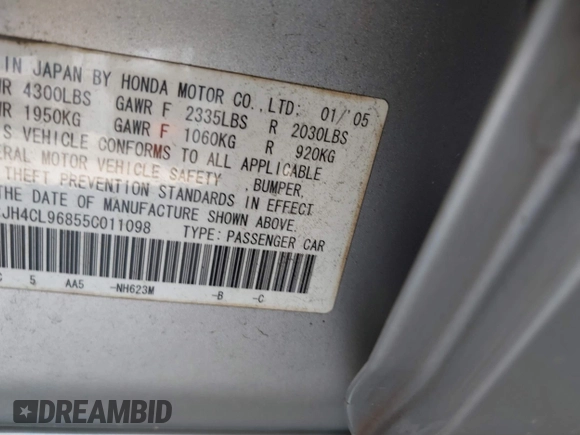 IN JAPAN BY HONDA MOTOR CO.,LTD: 01/'05
4300LBS GAWR F 2335LBS R 2030LBS
1950KG GAWR F 1060KG R 920KG
VEHICLE CONFORMS TO ALL APPLICABLE
MOTOR VEHICLE SAFETY ,BUMPER,
THEFT PREVENTION STANDARDS IN EFFECT
THE DATE OF MANUFACTURE SHOWN ABOVE.
JH4CL96855C011098 TYPE: PASSENGER CAR
C 5 AA5 -NH623M -B -C
DREAMBID